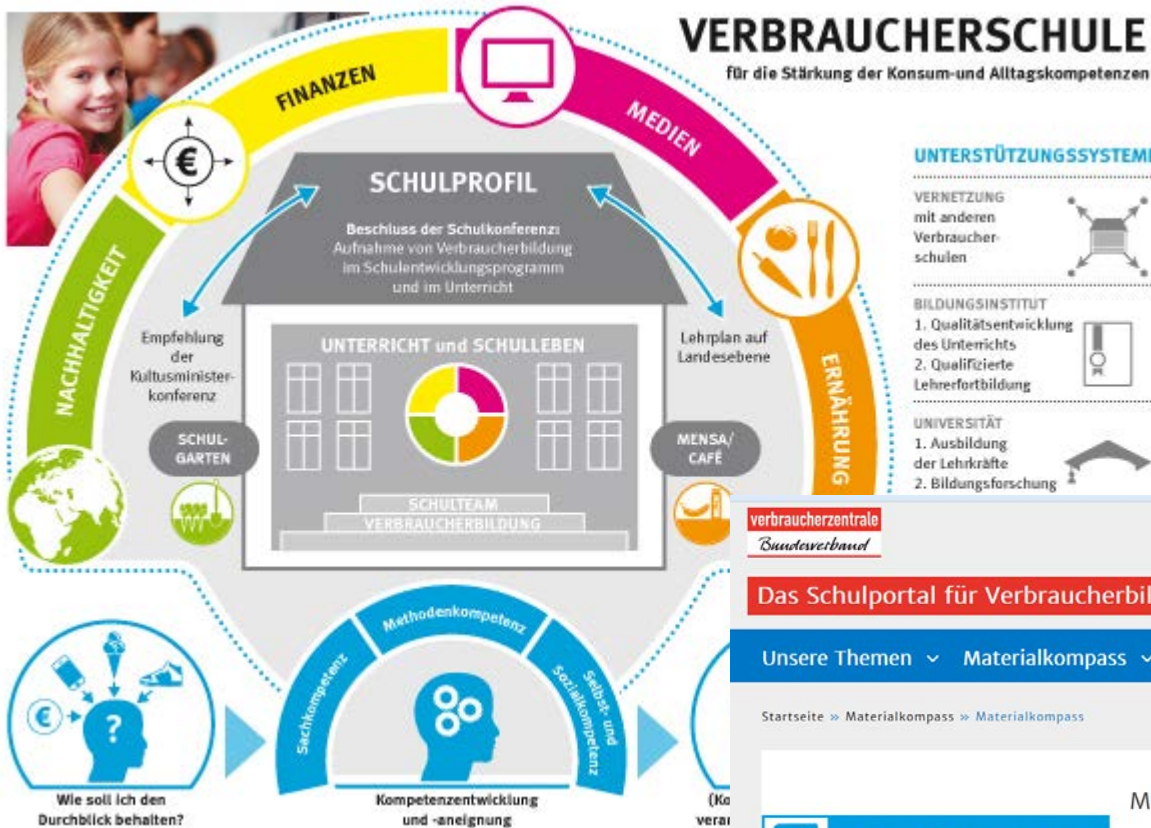 VERBRAUCHERSCHULE
für die Stärkung der Konsum-und Alltagskompetenzen
FINANZEN
MEDIEN
NACHHALTIGKEIT
ERNÄHRUNG
€
SCHULPROFIL
Beschluss der Schulkonferenz:
Aufnahme von Verbraucherbildung
im Schulentwicklungsprogramm
und im Unterricht
Empfehlung
der
Kultusminister-
konferenz
Lehrplan auf
Landesebene
UNTERRICHT und SCHULLEBEN
SCHUL-
GARTEN
MENSA/
CAFÉ
SCHULTEAM
VERBRAUCHERBILDUNG
UNTERSTÜTZUNGSSYSTEM
VERNETZUNG
mit anderen
Verbraucher-
schulen
BILDUNGSINSTITUT
1. Qualitätsentwicklung
des Unterrichts
2. Qualifizierte
Lehrerfortbildung
UNIVERSITÄT
1. Ausbildung
der Lehrkräfte
2. Bildungsforschung
€
?
Wie soll ich den
Durchblick behalten?
Sachkompetenz
Methodenkompetenz
Selbst- und
Sozialkompetenz
Kompetenzentwicklung
und -aneignung
(Ko
veran
verbraucherzentrale
Bundesverband
Das Schulportal für Verbraucherbil
Unsere Themen Materialkompass
Startseite » Materialkompass » Materialkompass
M